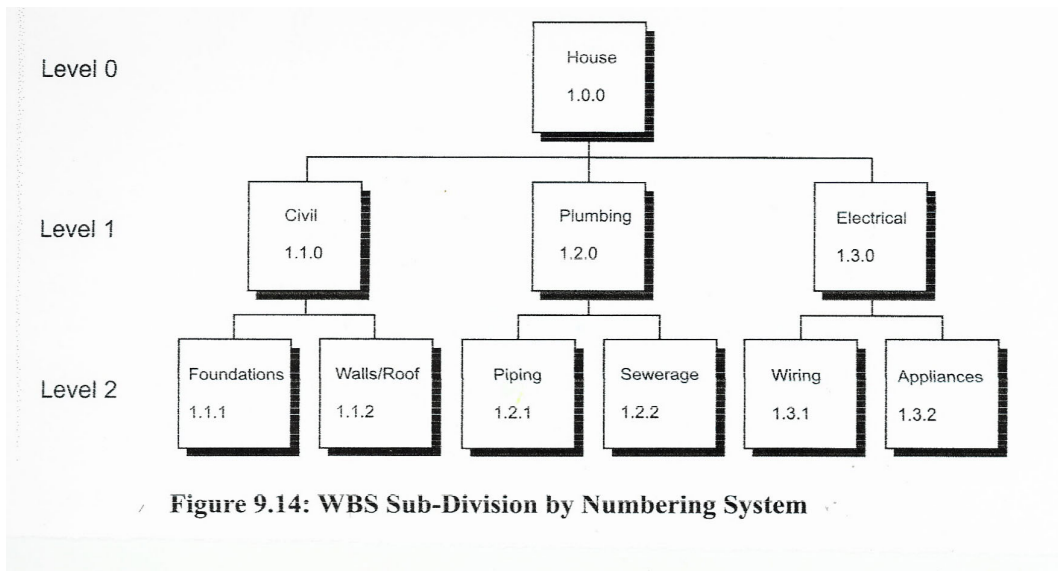 House
Level 0
1.0.0
Civil
Plumbing
Electrical
Level 1
1.1.0
1.2.0
1.3.0
Foundations
Walls/Roof
Piping
Sewerage
Wiring
Appliances
Level 2
1.1.1
1.1.2
1.2.1
1.2.2
1.3.1
1.3.2
Figure 9.14: WBS Sub-Division by Numbering System